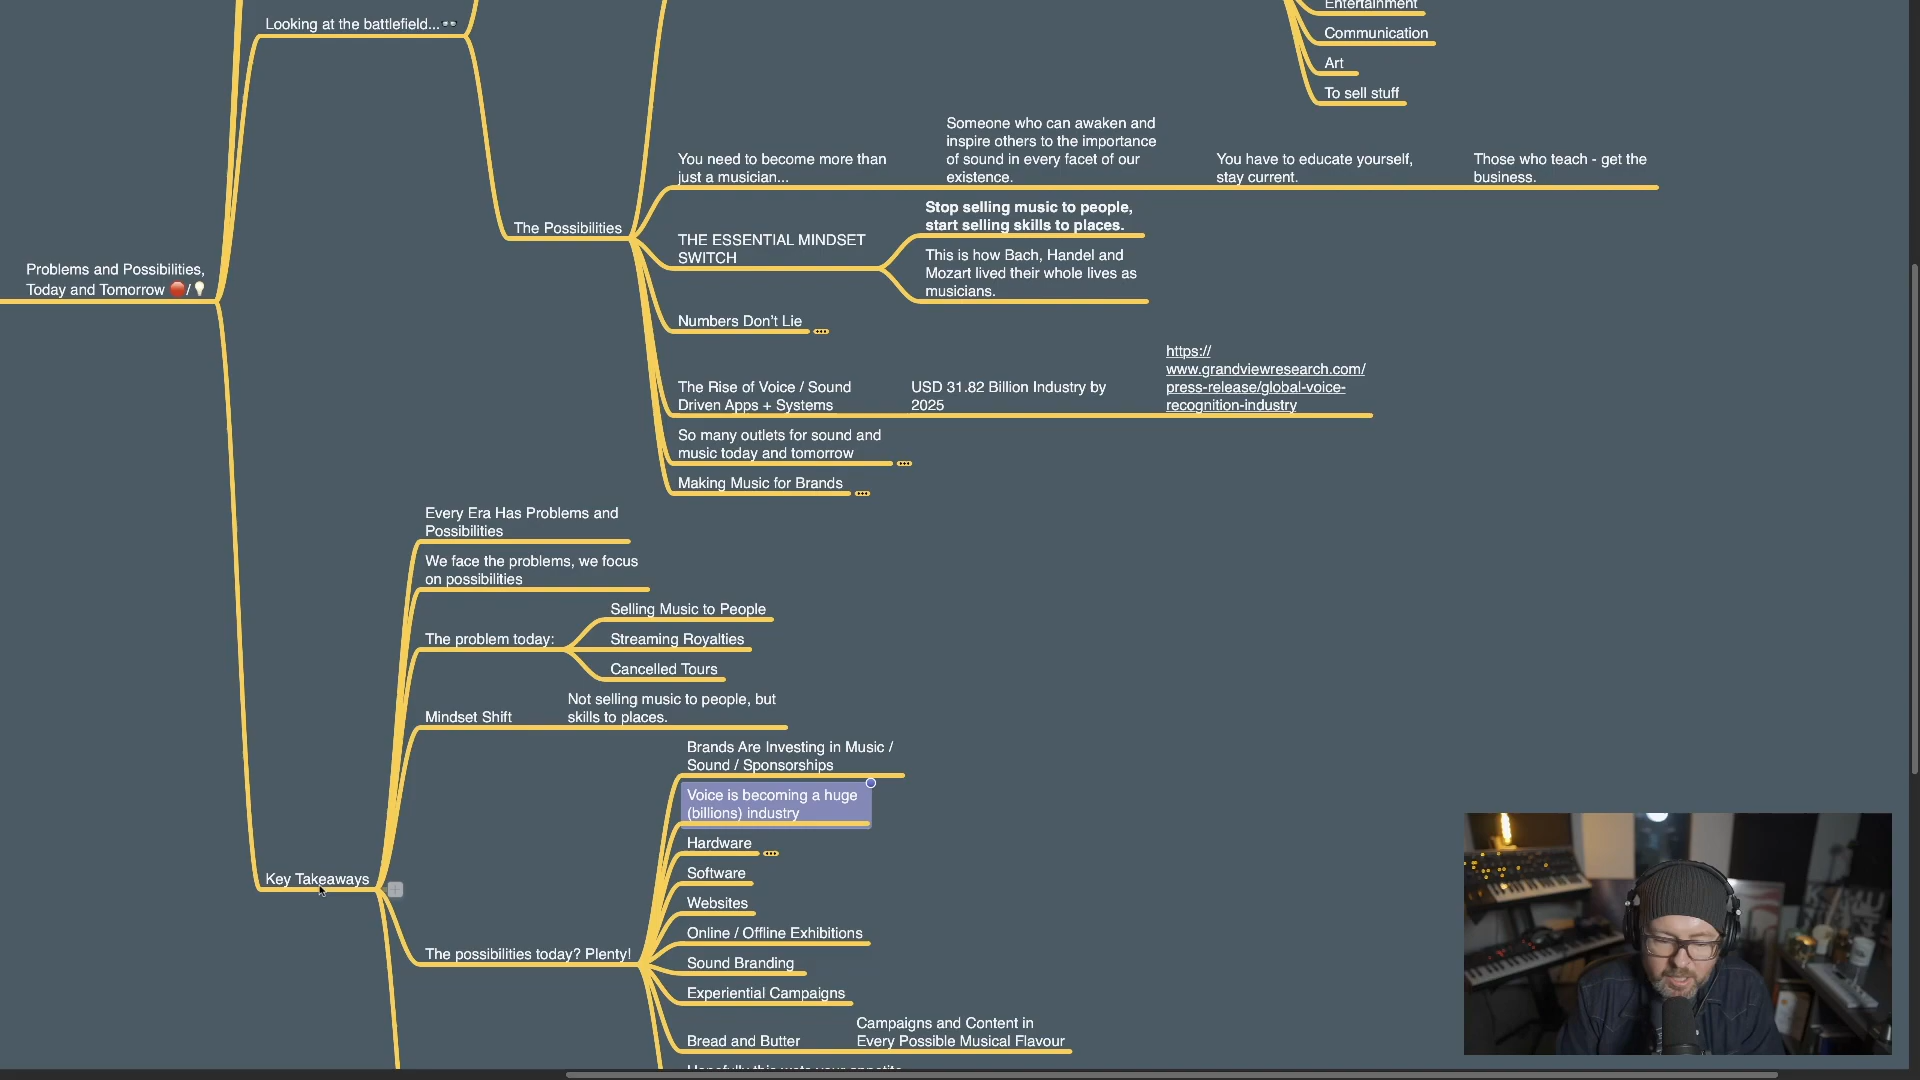 Looking at the battlefield...
Entertainment
Communication
Art
To sell stuff
You need to become more than
just a musician...
Someone who can awaken and
inspire others to the importance
of sound in every facet of our
existence.
You have to educate yourself,
stay current.
Those who teach - get the
business.
The Possibilities
THE ESSENTIAL MINDSET
SWITCH
Stop selling music to people,
start selling skills to places.
This is how Bach, Handel and
Mozart lived their whole lives as
musicians.
Problems and Possibilities,
Today and Tomorrow 🛑/💡
Numbers Don't Lie
The Rise of Voice / Sound
Driven Apps + Systems
USD 31.82 Billion Industry by
2025
https://
www.grandviewresearch.com/
press-release/global-voice-
recognition-industry
So many outlets for sound and
music today and tomorrow
Making Music for Brands
Every Era Has Problems and
Possibilities
We face the problems, we focus
on possibilities
The problem today:
Selling Music to People
Streaming Royalties
Cancelled Tours
Mindset Shift
Not selling music to people, but
skills to places.
Key Takeaways
The possibilities today? Plenty!
Brands Are Investing in Music /
Sound / Sponsorships
Voice is becoming a huge
(billions) industry
Hardware
Software
Websites
Online / Offline Exhibitions
Sound Branding
Experiential Campaigns
Bread and Butter
Campaigns and Content in
Every Possible Musical Flavour